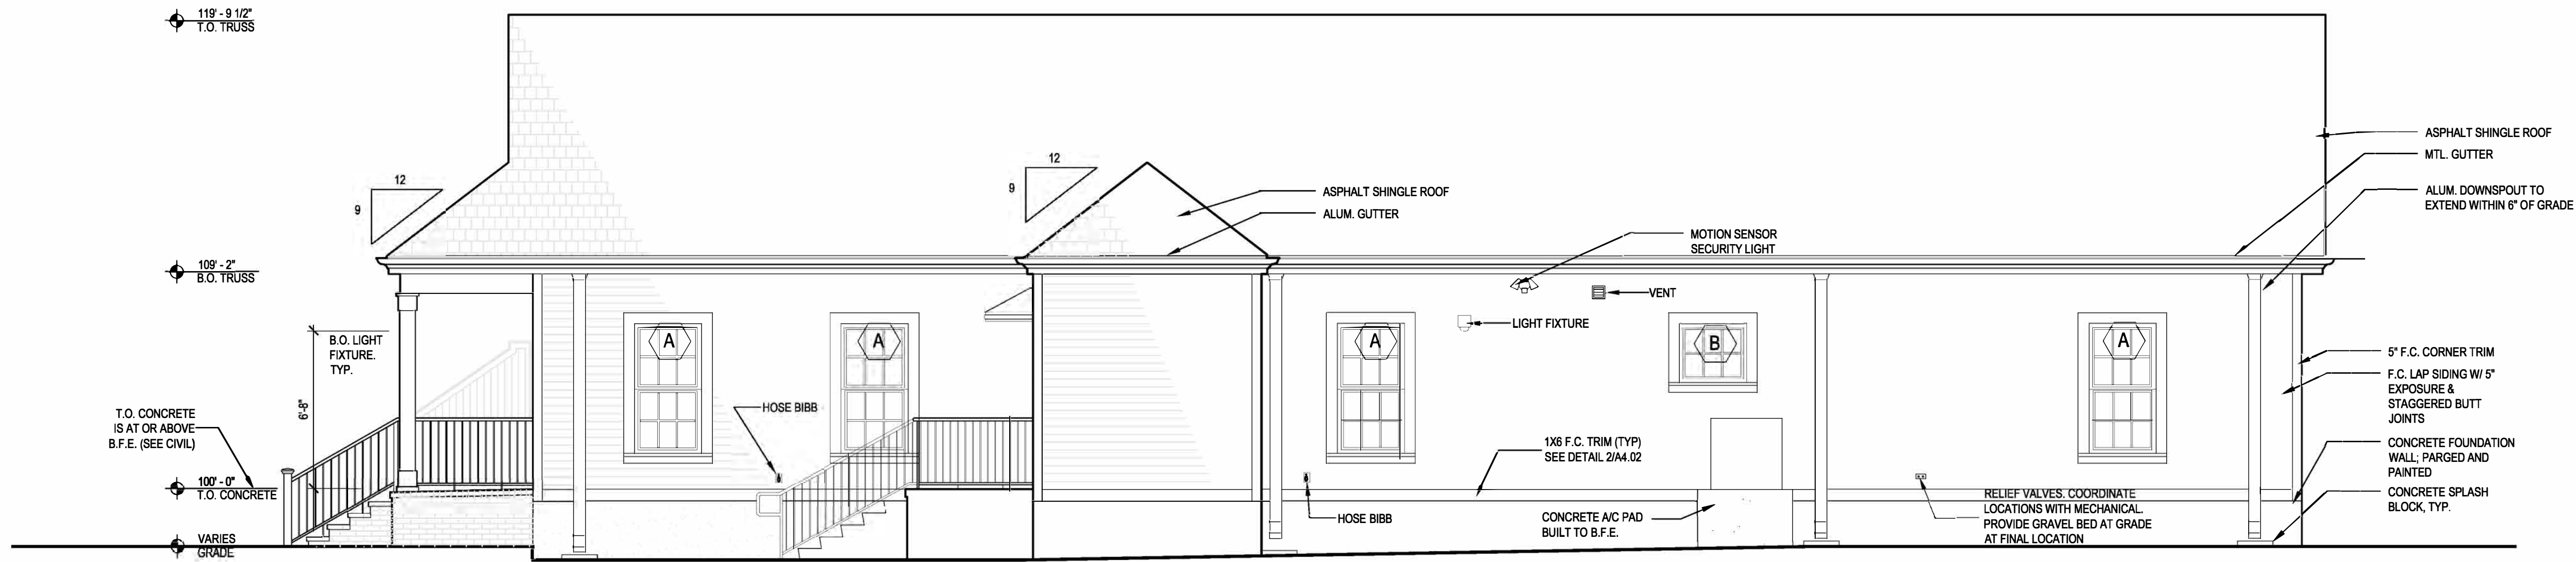 119' - 9 1/2"
T.O. TRUSS
12
9
12
9
ASPHALT SHINGLE ROOF
ALUM. GUTTER
MOTION SENSOR
SECURITY LIGHT
VENT
LIGHT FIXTURE
ASPHALT SHINGLE ROOF
MTL. GUTTER
ALUM. DOWNSPOUT TO
EXTEND WITHIN 6" OF GRADE
109' - 2"
B.O. TRUSS
B.O. LIGHT
FIXTURE.
TYP.
6'-8"
A
A
A
B
A
5" F.C. CORNER TRIM
F.C. LAP SIDING W/ 5"
EXPOSURE &
STAGGERED BUTT
JOINTS
T.O. CONCRETE
IS AT OR ABOVE
B.F.E. (SEE CIVIL)
HOSE BIBB
1X6 F.C. TRIM (TYP)
SEE DETAIL 2/A4.02
CONCRETE FOUNDATION
WALL; PARGED AND
PAINTED
100' - 0"
T.O. CONCRETE
HOSE BIBB
CONCRETE A/C PAD
BUILT TO B.F.E.
RELIEF VALVES. COORDINATE
LOCATIONS WITH MECHANICAL.
PROVIDE GRAVEL BED AT GRADE
AT FINAL LOCATION
CONCRETE SPLASH
BLOCK, TYP.
VARIES
GRADE